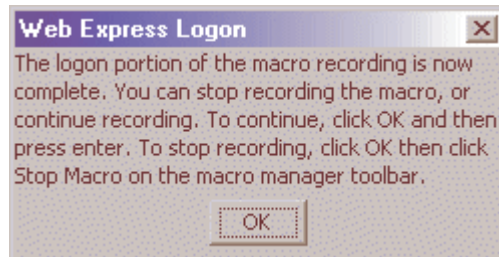 Web Express Logon
The logon portion of the macro recording is now
complete. You can stop recording the macro, or
continue recording. To continue, click OK and then
press enter. To stop recording, click OK then click
Stop Macro on the macro manager toolbar.
OK